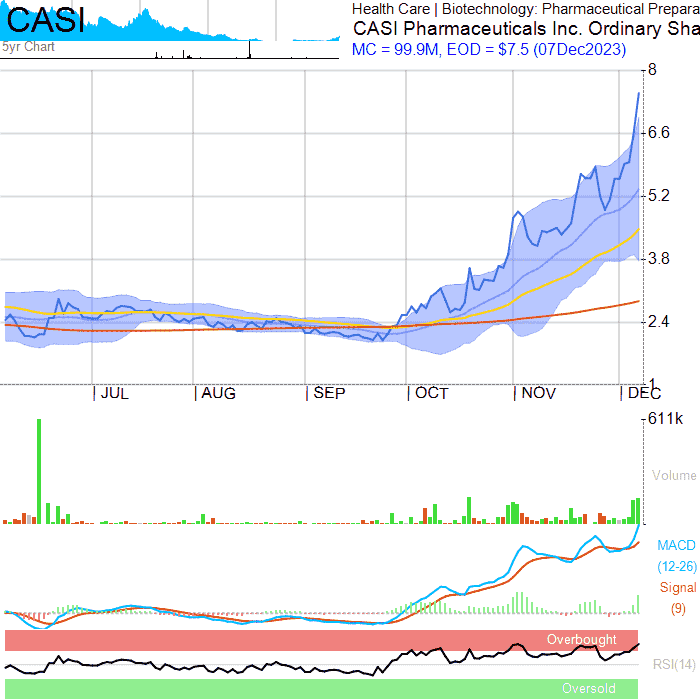 CASI
5yr Chart
Health Care | Biotechnology: Pharmaceutical Prepara
CASI Pharmaceuticals Inc. Ordinary Sha
MC = 99.9M, EOD = $7.5 (07Dec2023)
8
6.6
5.2
3.8
2.4
1
JUL AUG SEP OCT NOV DEC
611k
Volume
MACD
(12-26)
Signal
(9)
Overbought
RSI(14)
Oversold